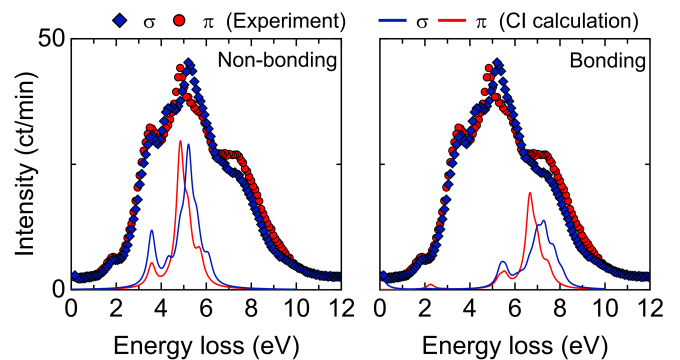 σ π (Experiment) σ π (CI calculation)
50
Non-bonding Bonding
Intensity (ct/min)
0
0 2 4 6 8 10 12 0 2 4 6 8 10 12
Energy loss (eV) Energy loss (eV)